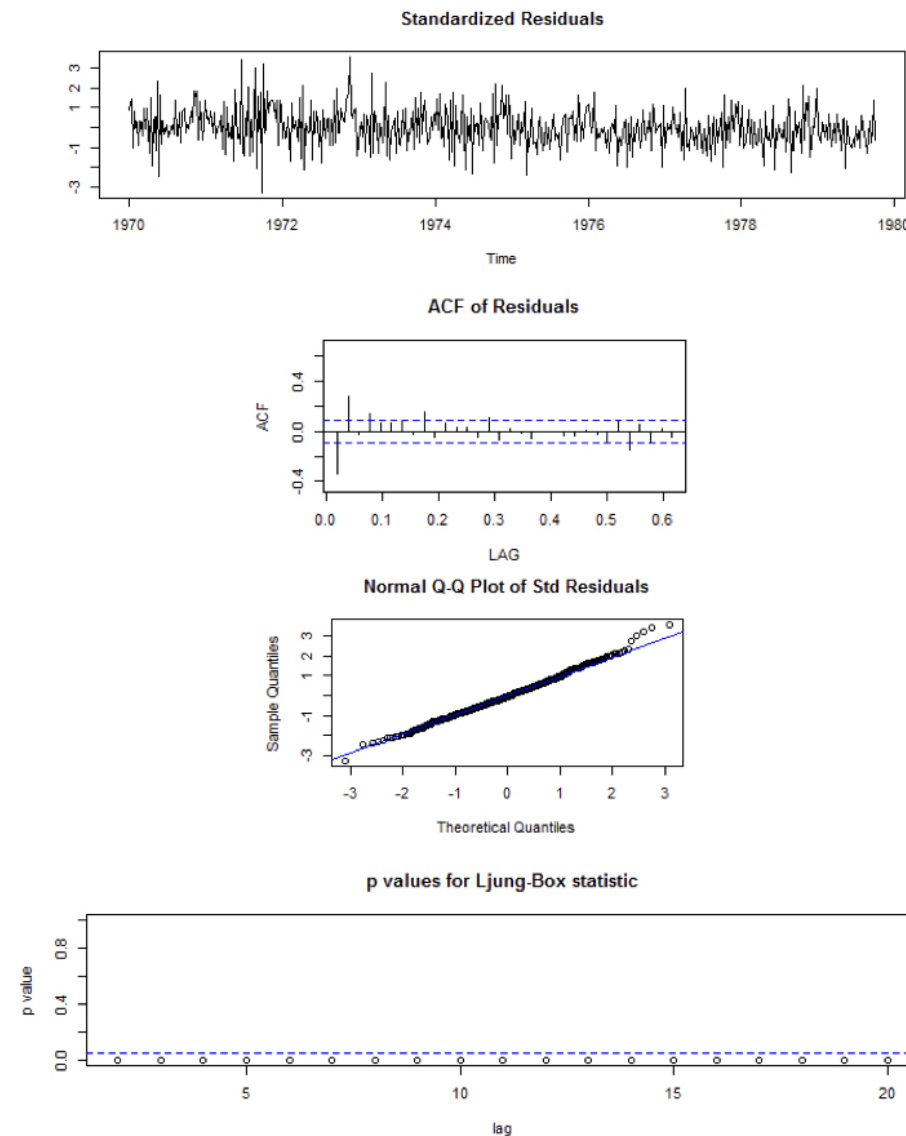 Standardized Residuals
3
2
1
-1
-3
1970 1972 1974 1976 1978 1980
Time
ACF of Residuals
ACF
0.4
0.0
-0.4
0.0 0.1 0.2 0.3 0.4 0.5 0.6
LAG
Normal Q-Q Plot of Std Residuals
Sample Quantiles
3
2
1
-1
-3
-3 -2 -1 0 1 2 3
Theoretical Quantiles
p values for Ljung-Box statistic
p value
0.8
0.4
0.0
5 10 15 20
lag